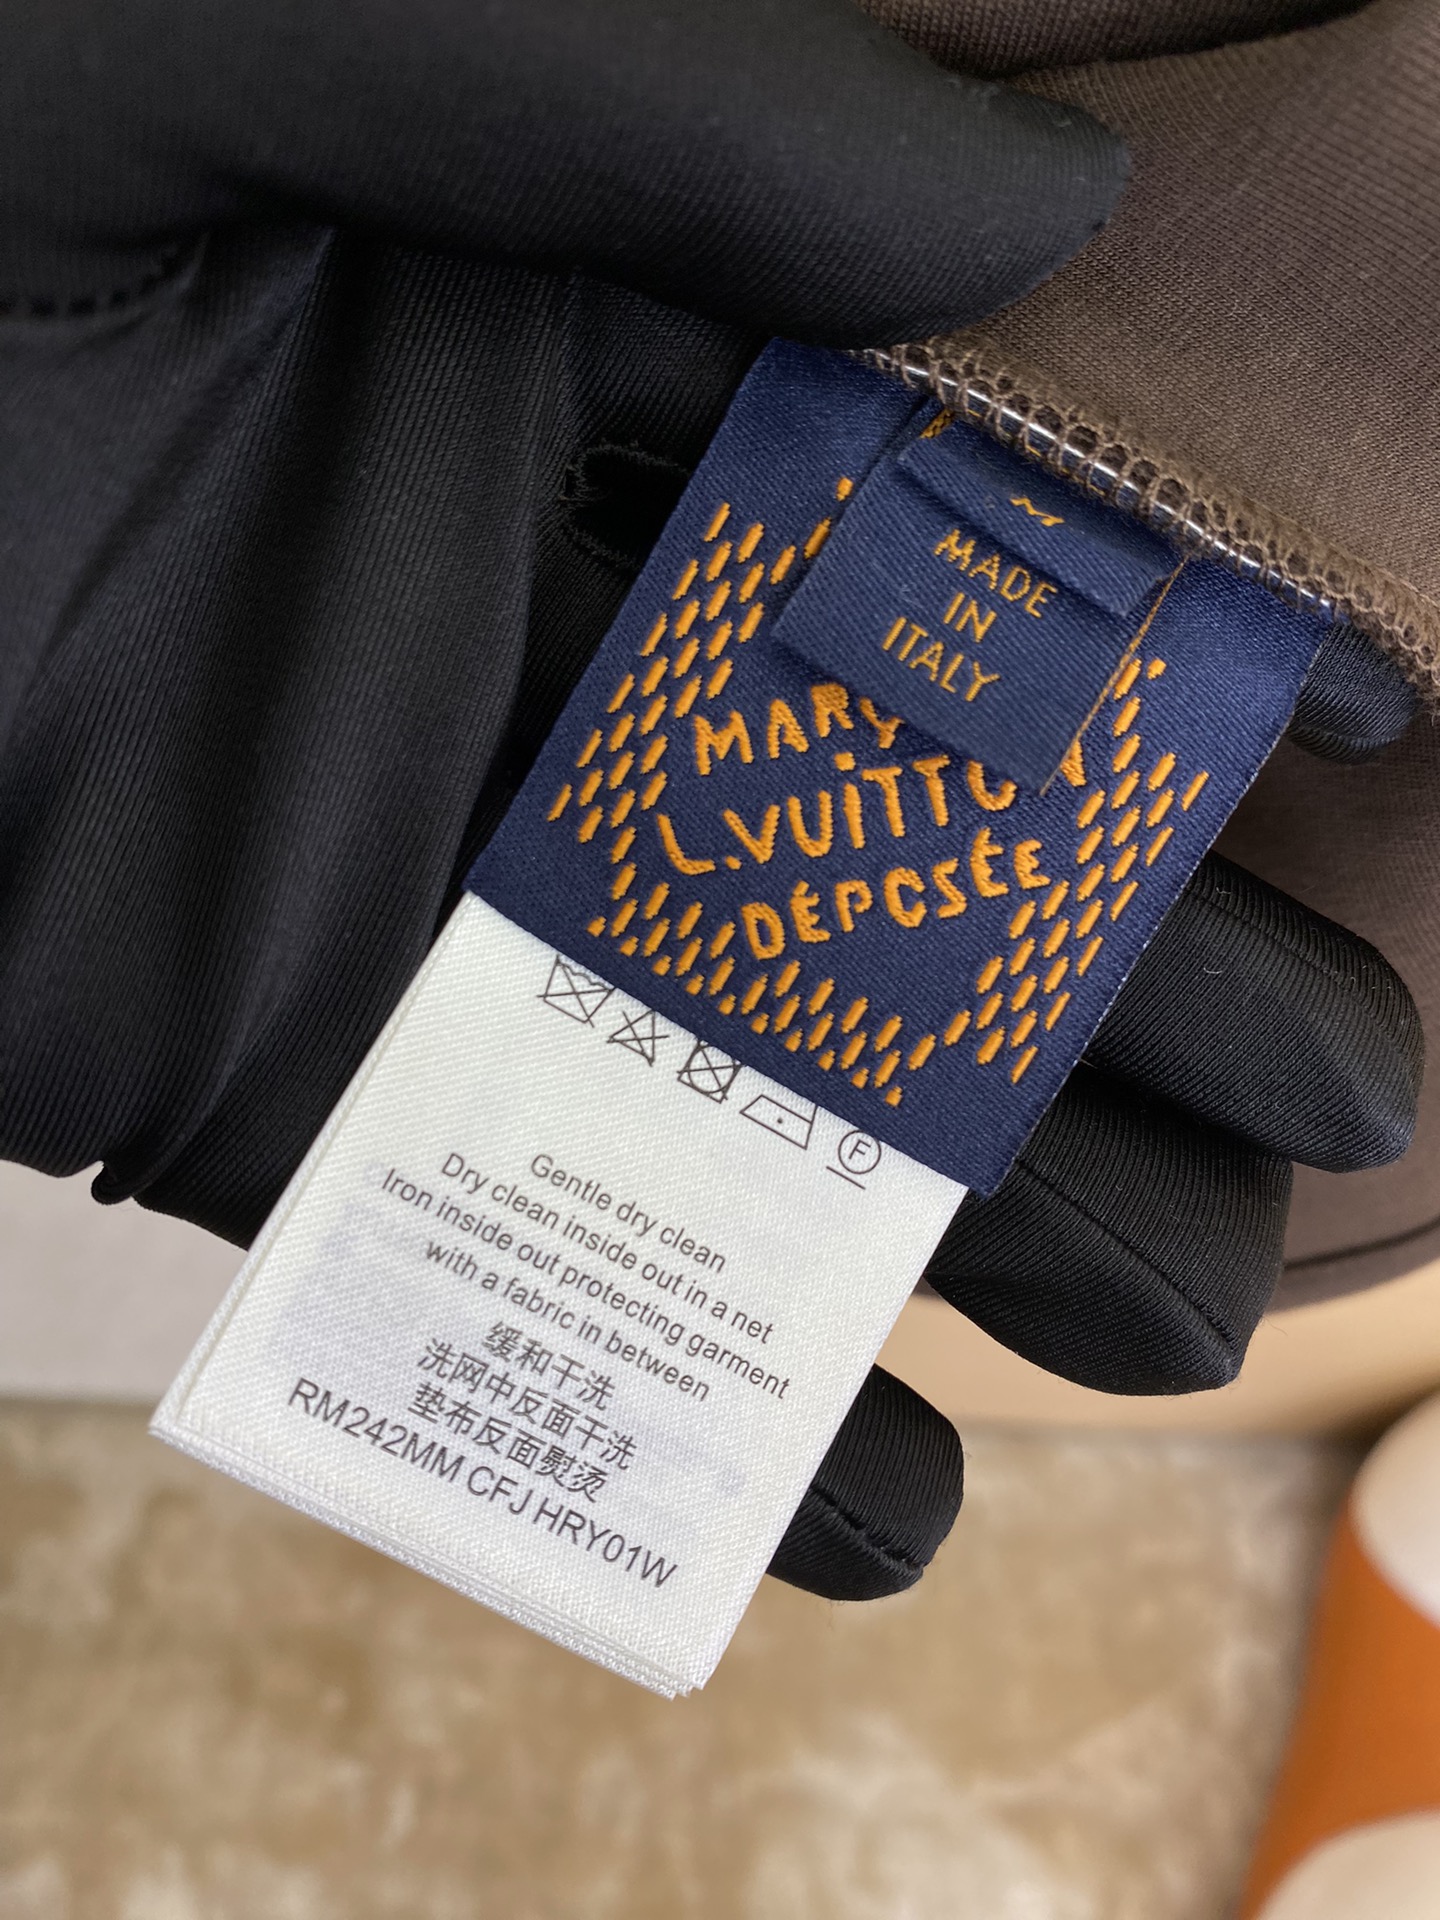 M
MADE
IN
ITALY
L.VUITTON
DÉPOSÉE
F
Gentle dry clean
Dry clean inside out in a net
Iron inside out protecting garment
with a fabric in between
缓和干洗
洗网中反面干洗
垫布反面熨烫
RM242MM CFJ HRY01W